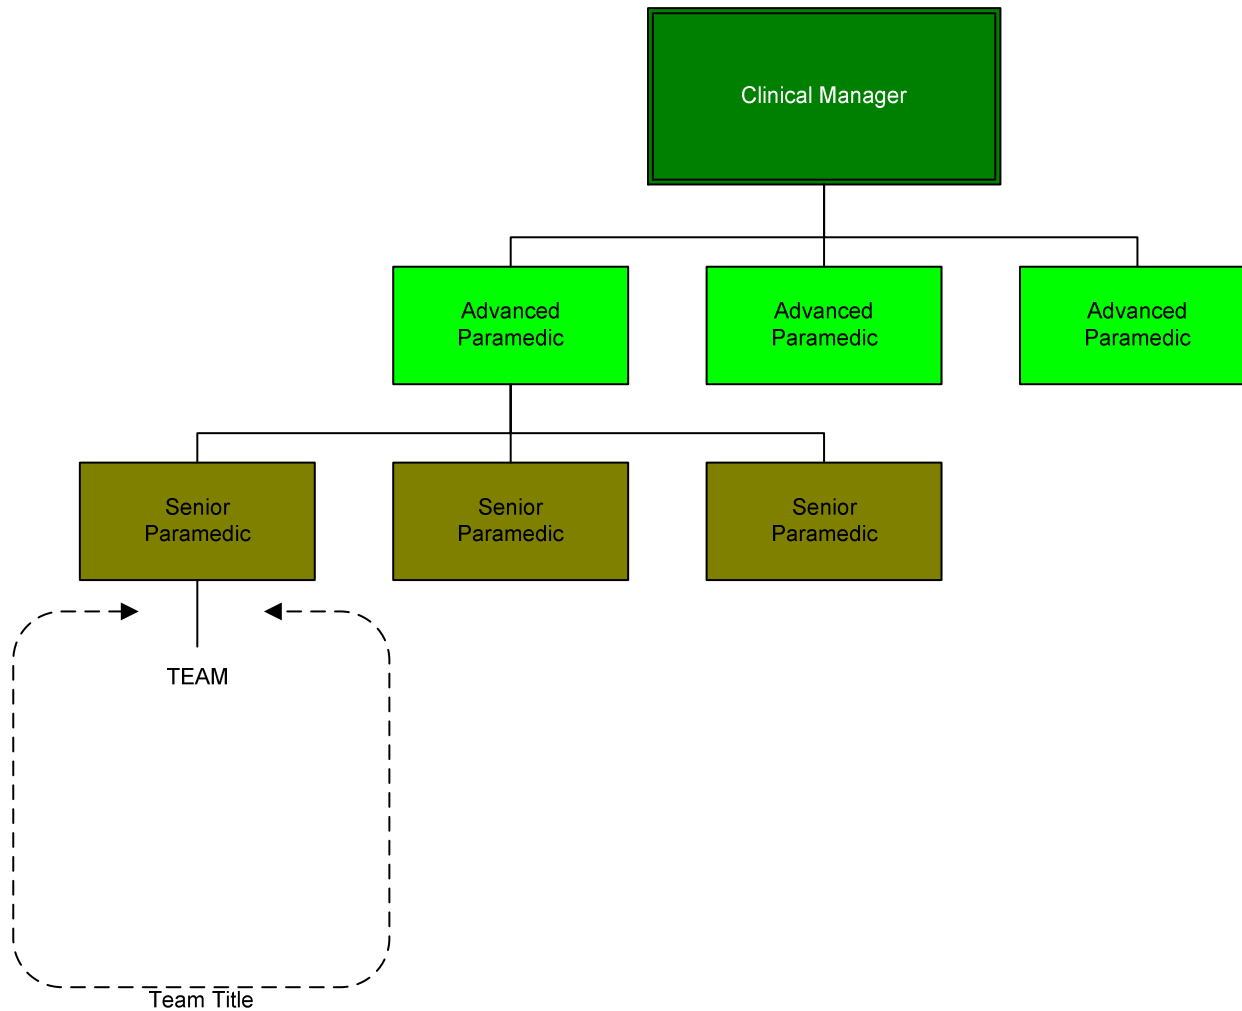 Clinical Manager
Advanced
Paramedic
Advanced
Paramedic
Advanced
Paramedic
Senior
Paramedic
Senior
Paramedic
Senior
Paramedic
TEAM
Team Title